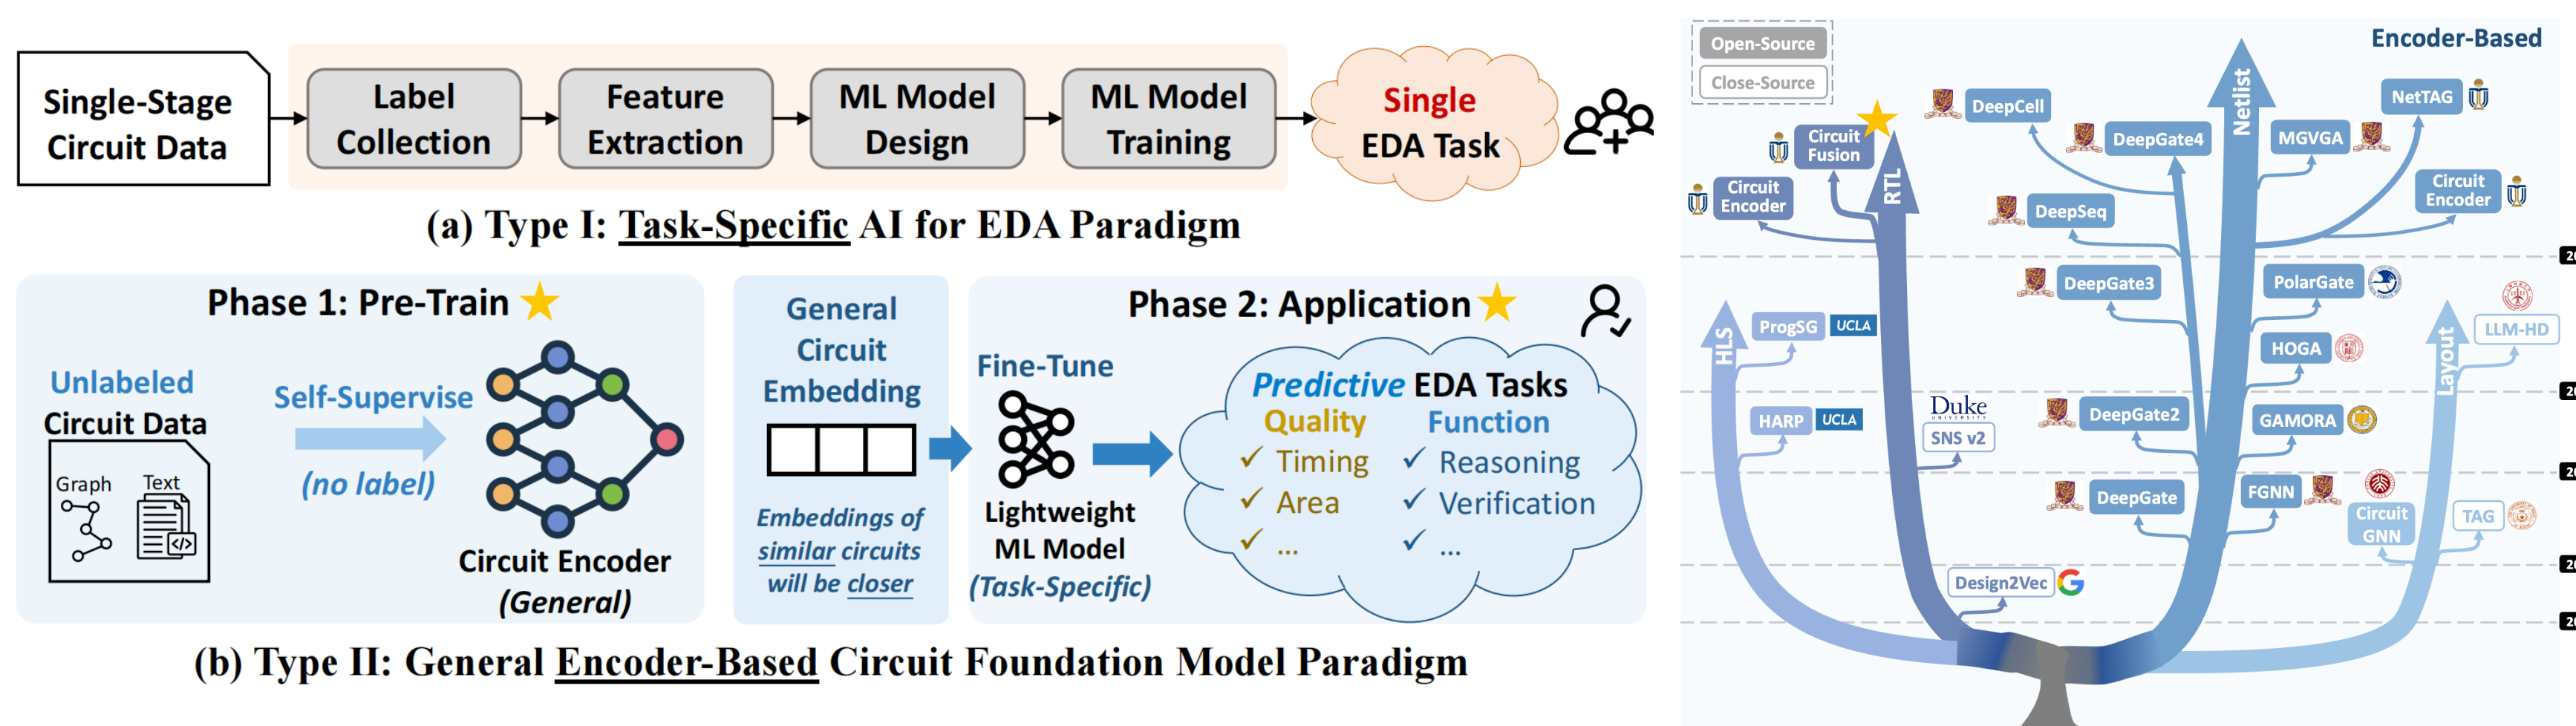 Single-Stage
Circuit Data
Label
Collection
Feature
Extraction
ML Model
Design
ML Model
Training
Single
EDA Task
(a) Type I: Task-Specific AI for EDA Paradigm
Phase 1: Pre-Train
Unlabeled
Circuit Data
Graph
Text
</>
Self-Supervise
(no label)
Circuit Encoder
(General)
General
Circuit
Embedding
Embeddings of
similar circuits
will be closer
Phase 2: Application
Fine-Tune
Lightweight
ML Model
(Task-Specific)
Predictive EDA Tasks
Quality
✓ Timing
✓ Area
✓ ...
Function
✓ Reasoning
✓ Verification
✓ ...
(b) Type II: General Encoder-Based Circuit Foundation Model Paradigm
Open-Source
Close-Source
Encoder-Based
HLS
ProgSG
UCLA
HARP
UCLA
RTL
Circuit
Fusion
Circuit
Encoder
Duke
UNIVERSITY
SNS v2
Design2Vec
G
Netlist
DeepCell
DeepGate4
DeepSeq
DeepGate3
DeepGate2
DeepGate
NetTAG
MGVGA
Circuit
Encoder
PolarGate
HOGA
GAMORA
FGNN
Layout
LLM-HD
Circuit
GNN
TAG
20
20
20
20
20